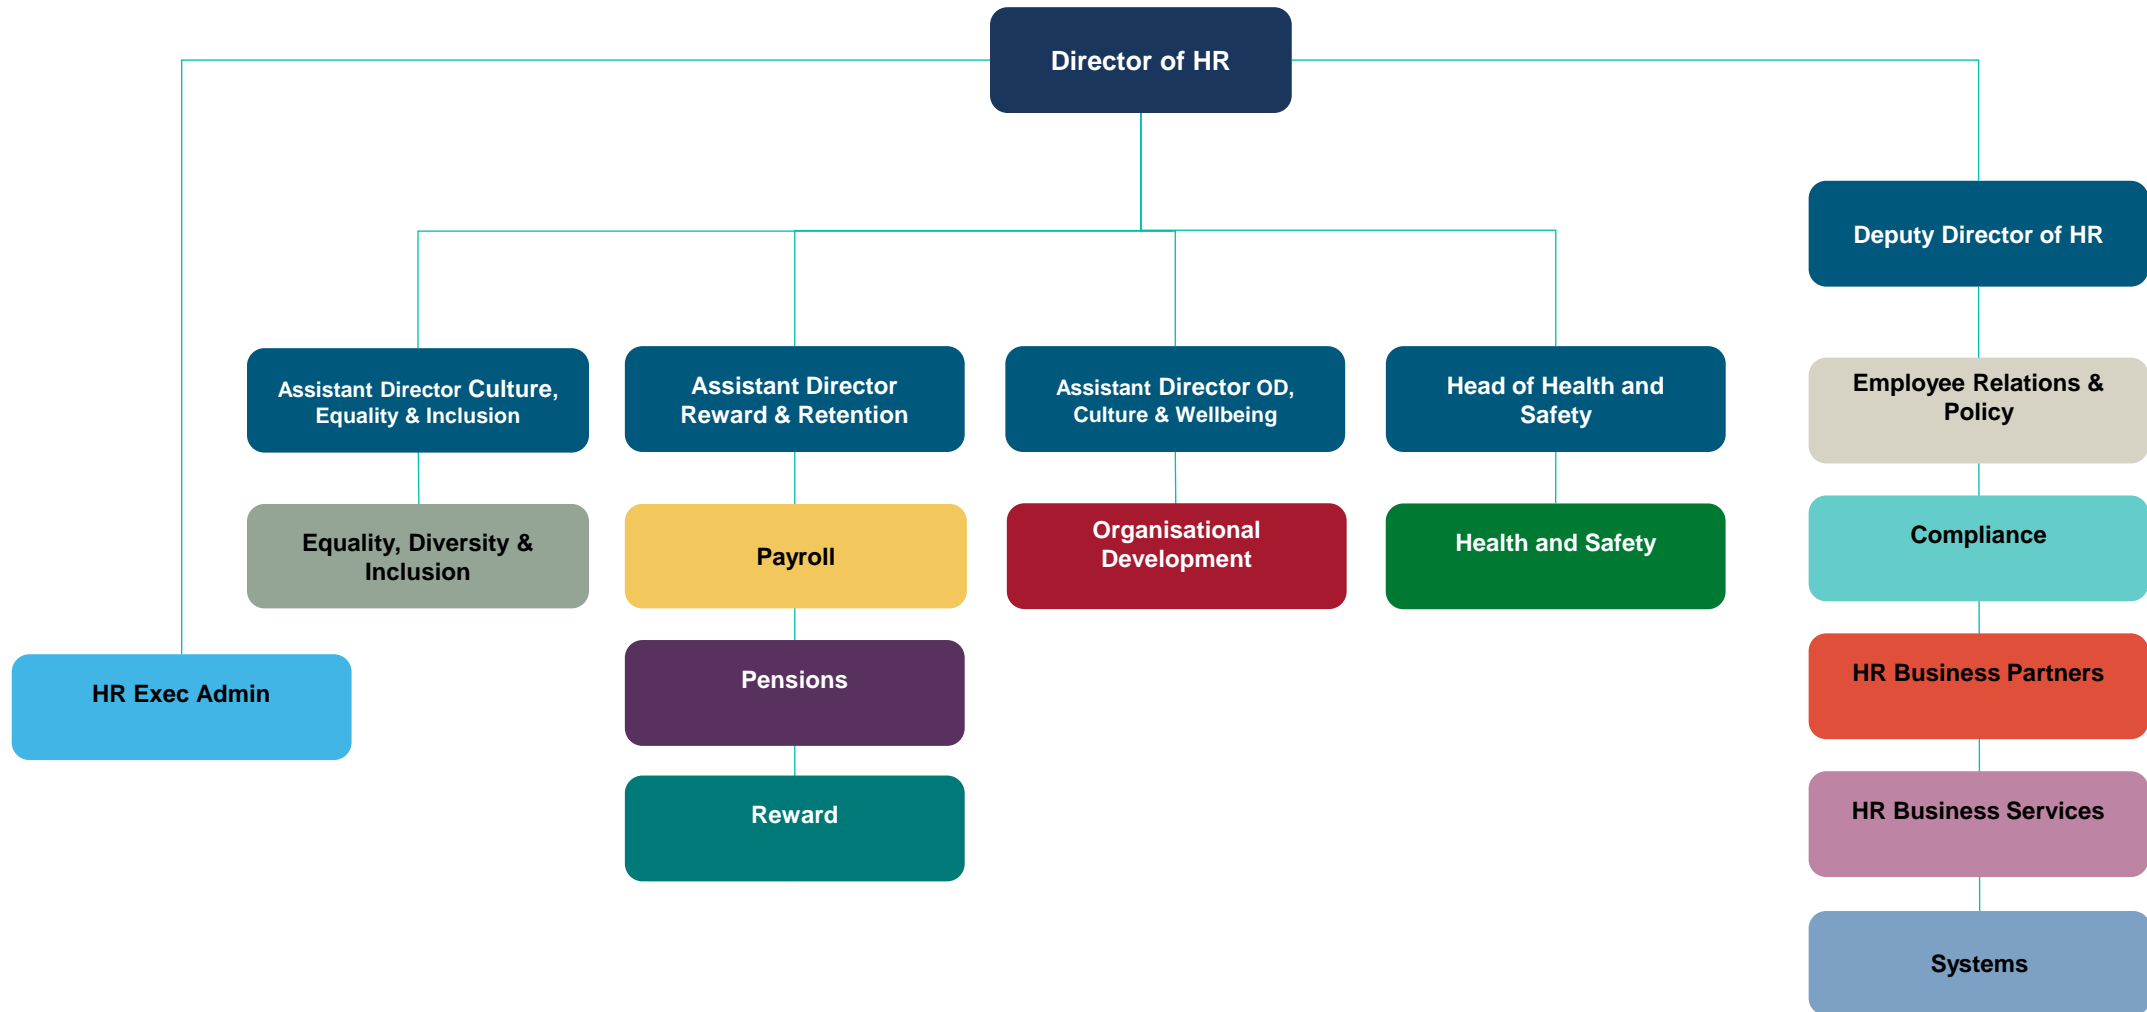 Director of HR
Deputy Director of HR
Assistant Director Culture,
Equality & Inclusion
Assistant Director
Reward & Retention
Assistant Director OD,
Culture & Wellbeing
Head of Health and
Safety
Employee Relations &
Policy
Equality, Diversity &
Inclusion
Payroll
Organisational
Development
Health and Safety
Compliance
HR Exec Admin
Pensions
HR Business Partners
Reward
HR Business Services
Systems